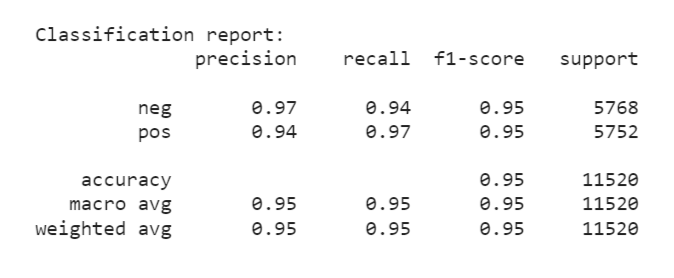 Classification report:
precision recall f1-score support
neg 0.97 0.94 0.95 5768
pos 0.94 0.97 0.95 5752
accuracy 0.95 11520
macro avg 0.95 0.95 0.95 11520
weighted avg 0.95 0.95 0.95 11520